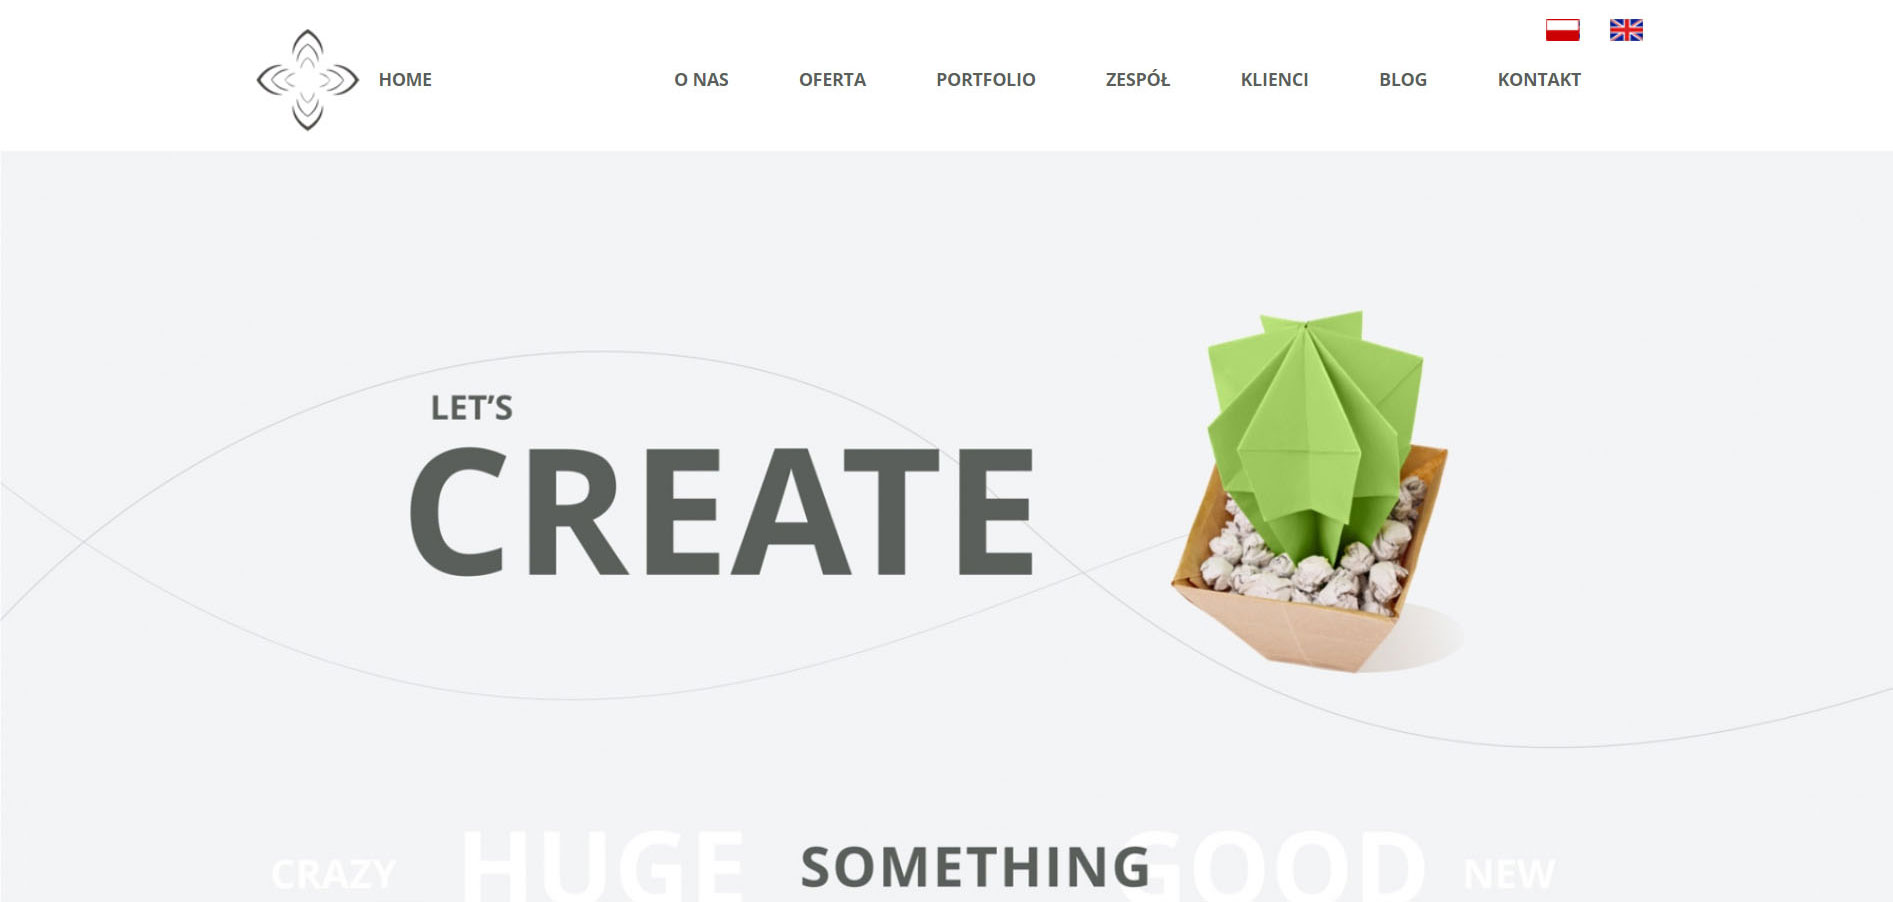 HOME O NAS OFERTA PORTFOLIO ZESPÓŁ KLIENCI BLOG KONTAKT
LET'S
CREATE
CRAZY HUGE SOMETHING GOOD NEW